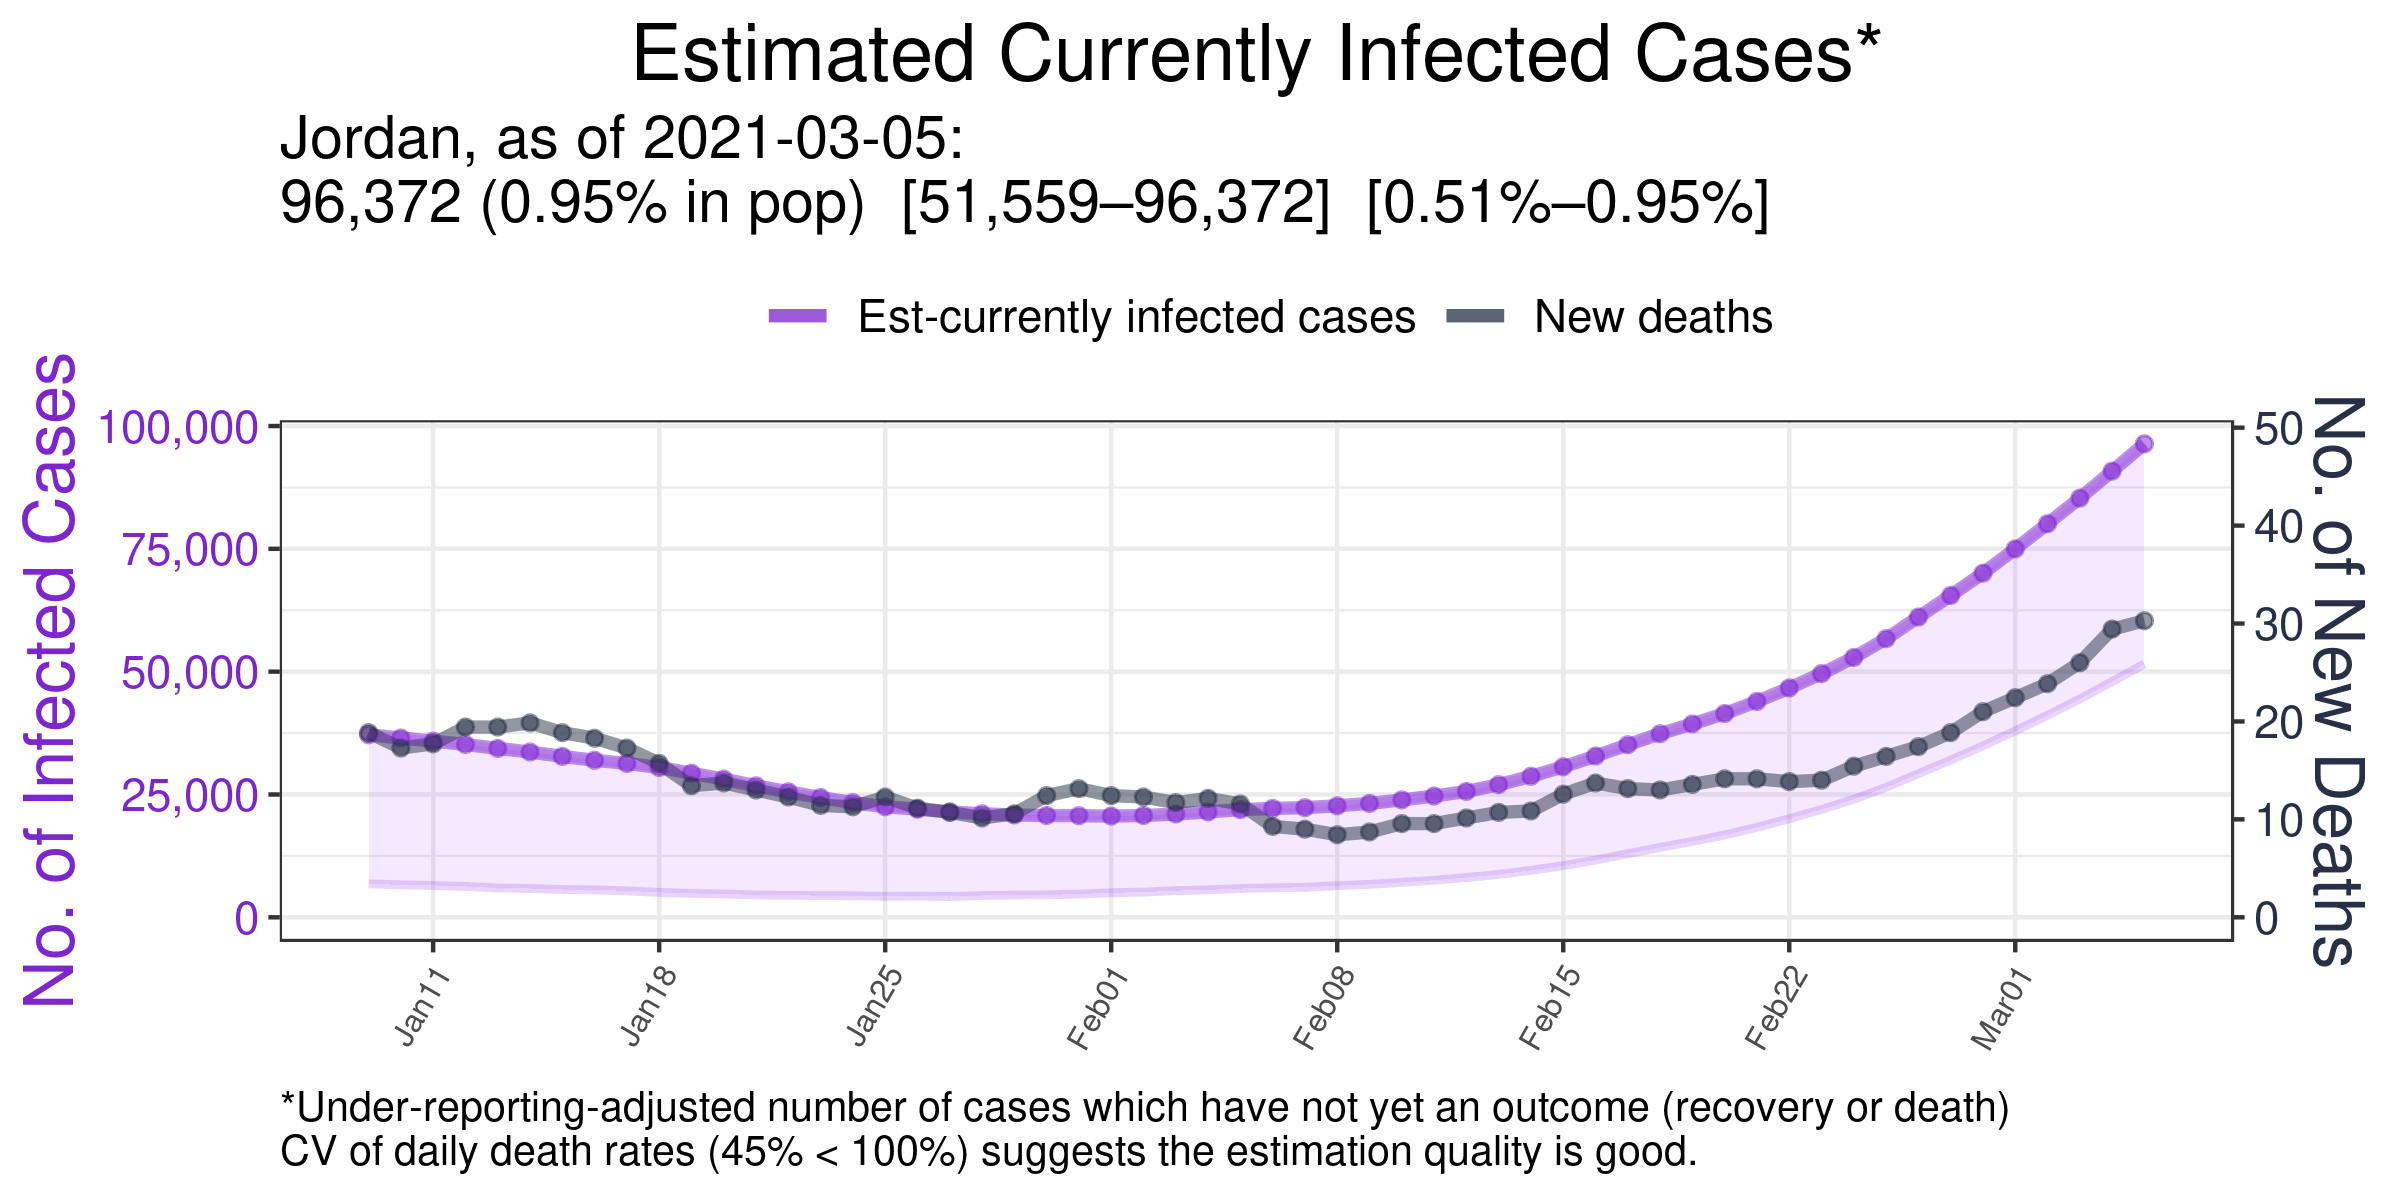 Estimated Currently Infected Cases*
Jordan, as of 2021-03-05:
96,372 (0.95% in pop)  [51,559–96,372]  [0.51%–0.95%]
Est-currently infected cases
New deaths
No. of Infected Cases
100,000
75,000
50,000
25,000
0
50
40
30
20
10
0
No. of New Deaths
Jan11
Jan18
Jan25
Feb01
Feb08
Feb15
Feb22
Mar01
*Under-reporting-adjusted number of cases which have not yet an outcome (recovery or death)
CV of daily death rates (45% < 100%) suggests the estimation quality is good.